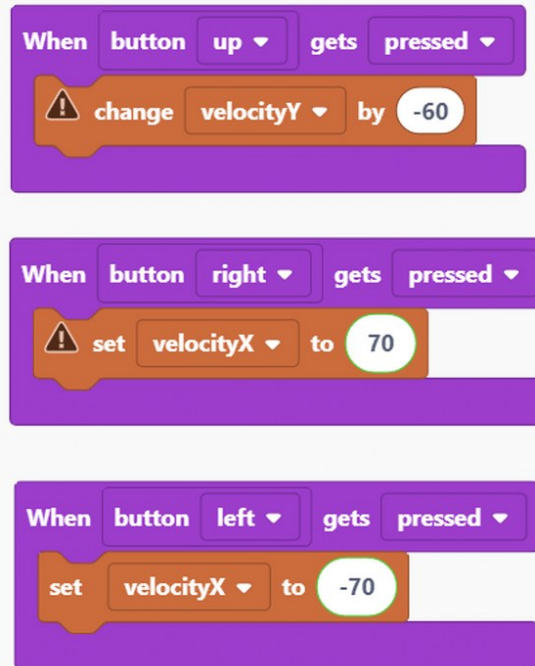 When button up gets pressed
change velocityY by -60
When button right gets pressed
set velocityX to 70
When button left gets pressed
set velocityX to -70